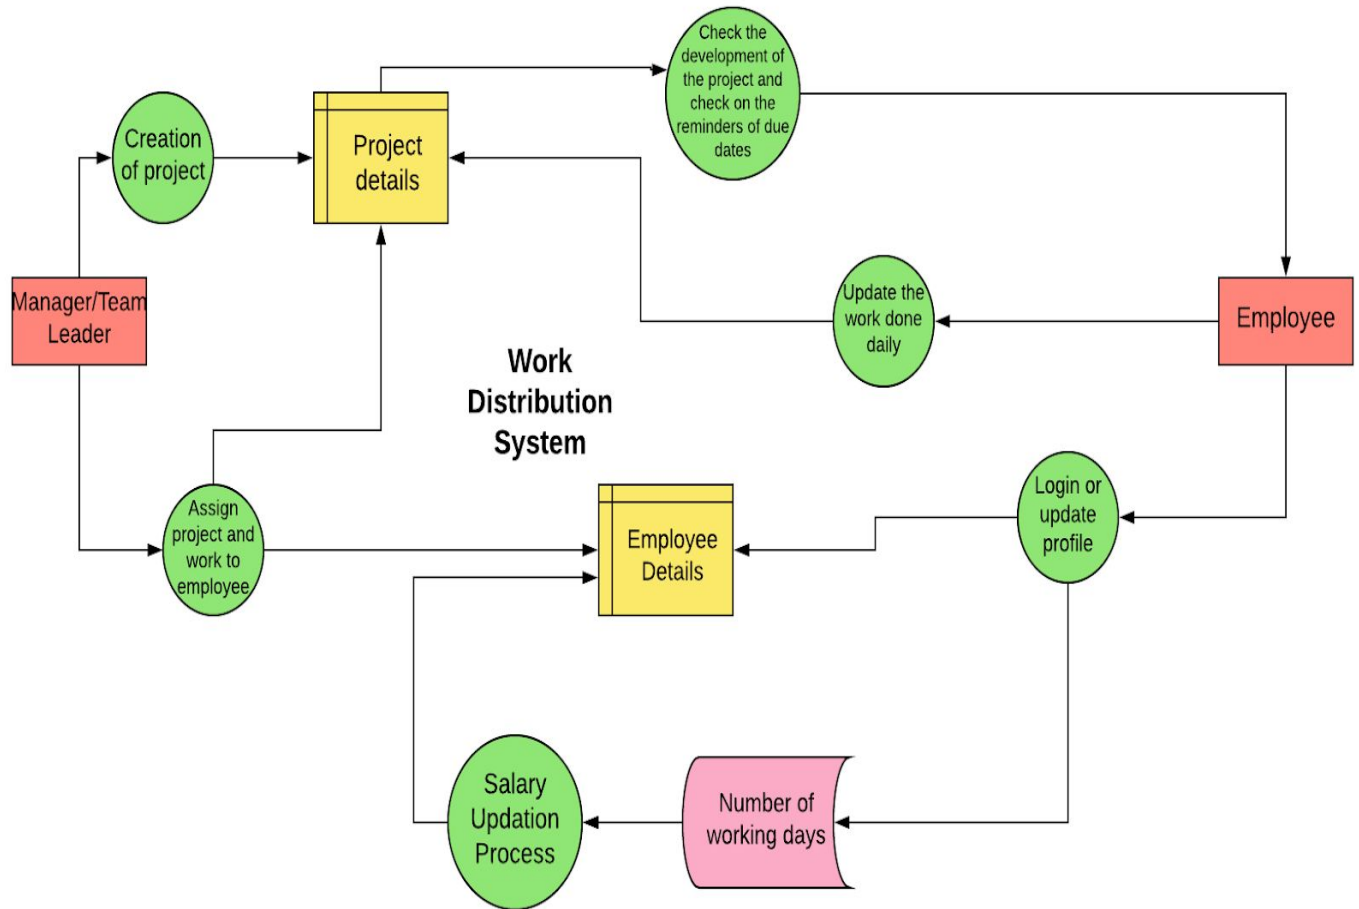 Check the
development of
the project and
check on the
reminders of due
dates
Creation
of project
Project
details
Manager/Team
Leader
Update the
work done
daily
Employee
Work
Distribution
System
Login or
update
profile
Assign
project and
work to
employee
Employee
Details
Salary
Updation
Process
Number of
working days